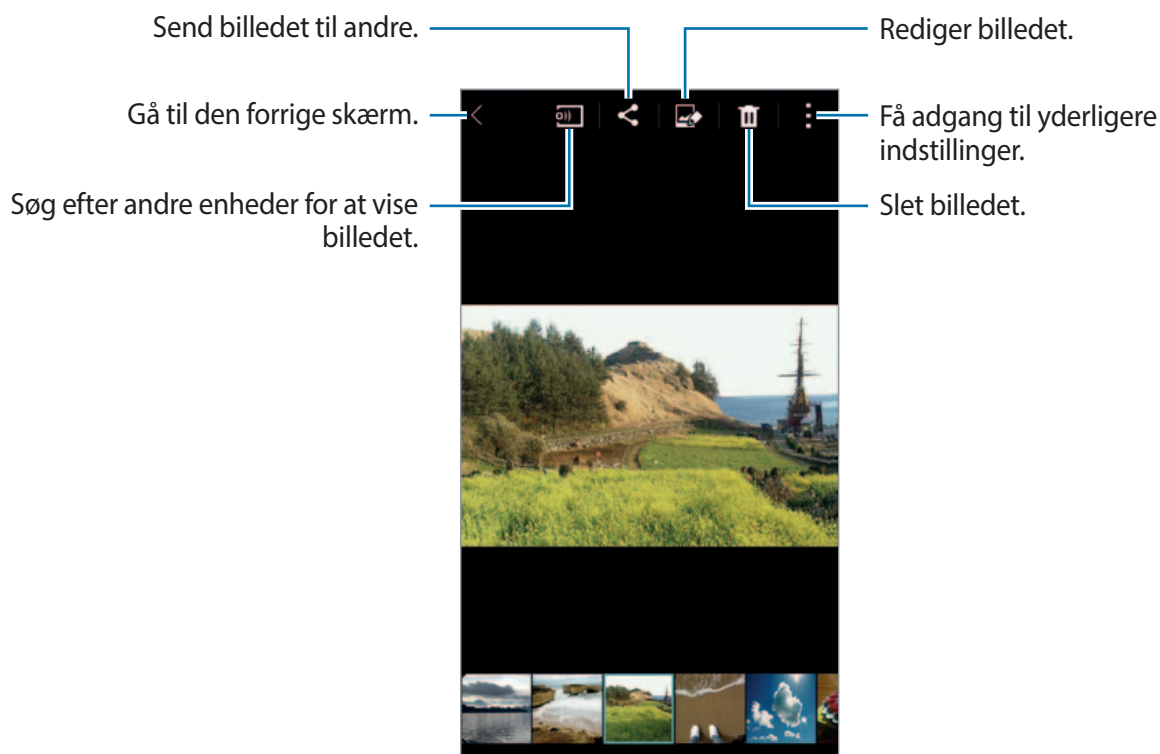 Send billedet til andre.
Rediger billedet.
Gå til den forrige skærm.
Få adgang til yderligere
indstillinger.
Søg efter andre enheder for at vise
billedet.
Slet billedet.